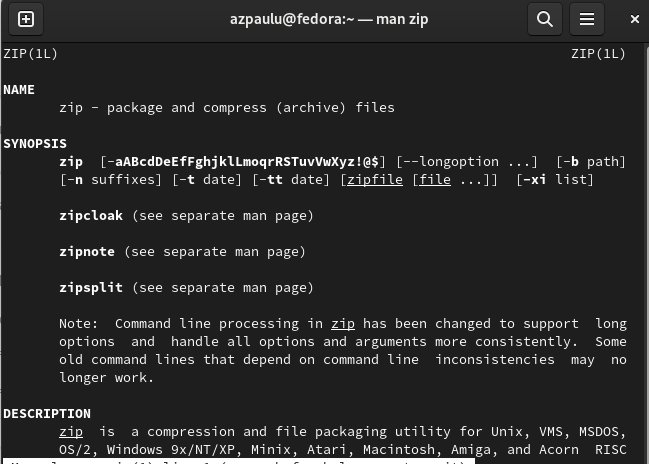 azpaulu@fedora:~ — man zip
ZIP(1L) ZIP(1L)
NAME
zip - package and compress (archive) files
SYNOPSIS
zip [-aABcdDeEfFghjklLmoqrRSTuvVwXyz!@$] [--longoption ...] [-b path]
[-n suffixes] [-t date] [-tt date] [zipfile [file ...]] [-xi list]
zipcloak (see separate man page)
zipnote (see separate man page)
zipsplit (see separate man page)
Note: Command line processing in zip has been changed to support long
options and handle all options and arguments more consistently. Some
old command lines that depend on command line inconsistencies may no
longer work.
DESCRIPTION
zip is a compression and file packaging utility for Unix, VMS, MSDOS,
OS/2, Windows 9x/NT/XP, Minix, Atari, Macintosh, Amiga, and Acorn RISC